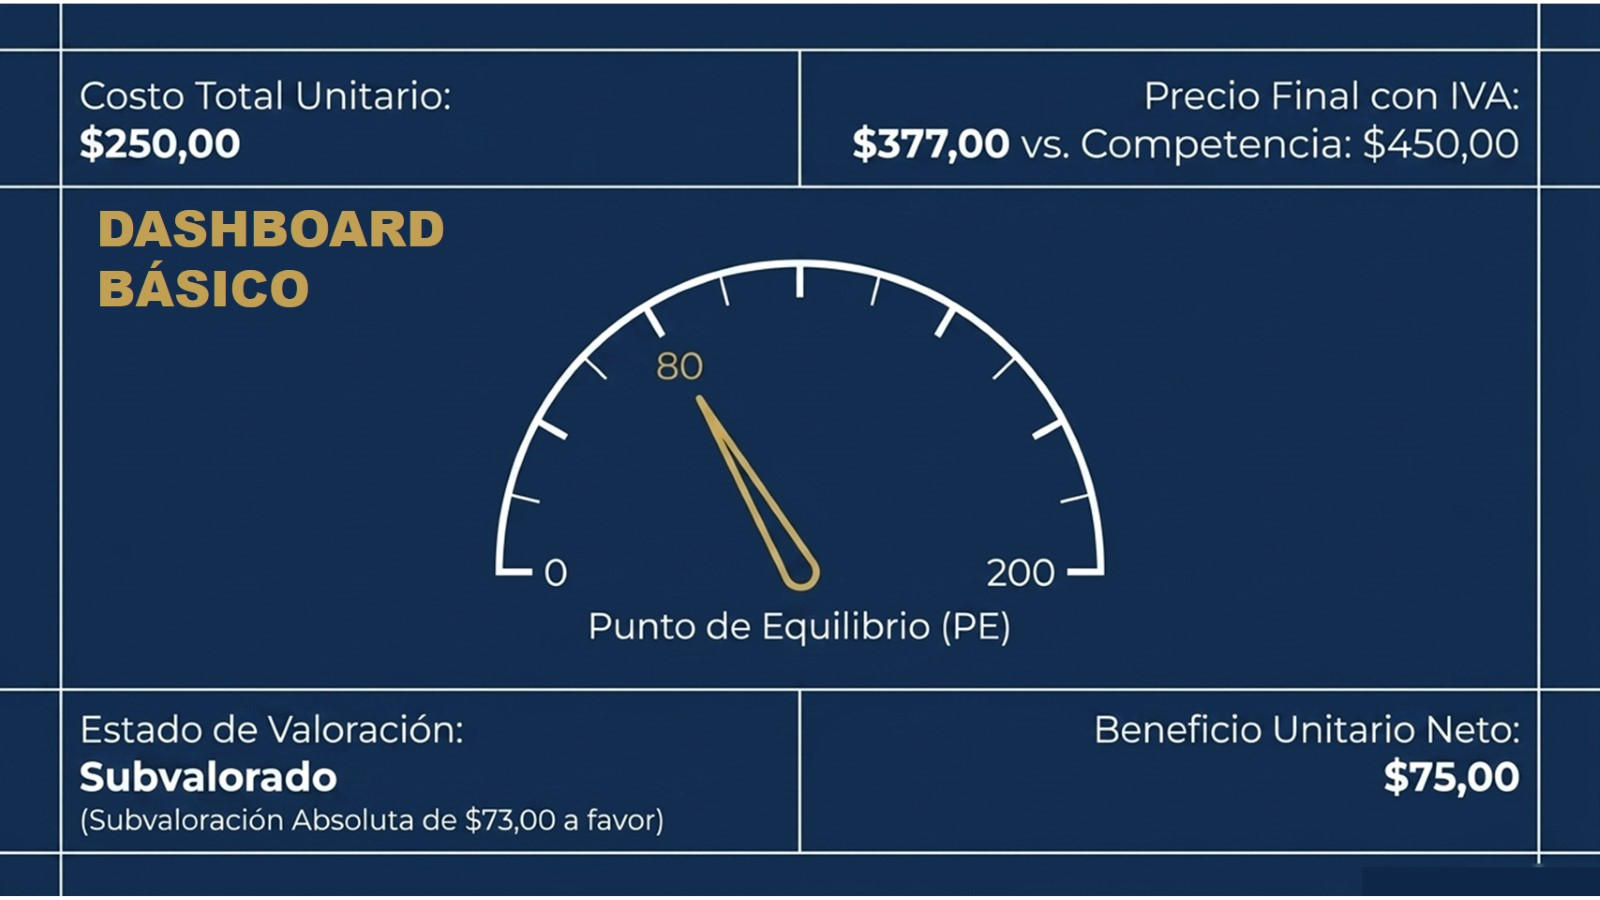 Costo Total Unitario:
$250,00
Precio Final con IVA:
$377,00 vs. Competencia: $450,00
DASHBOARD
BÁSICO
80
0
200
Punto de Equilibrio (PE)
Estado de Valoración:
Subvalorado
(Subvaloración Absoluta de $73,00 a favor)
Beneficio Unitario Neto:
$75,00